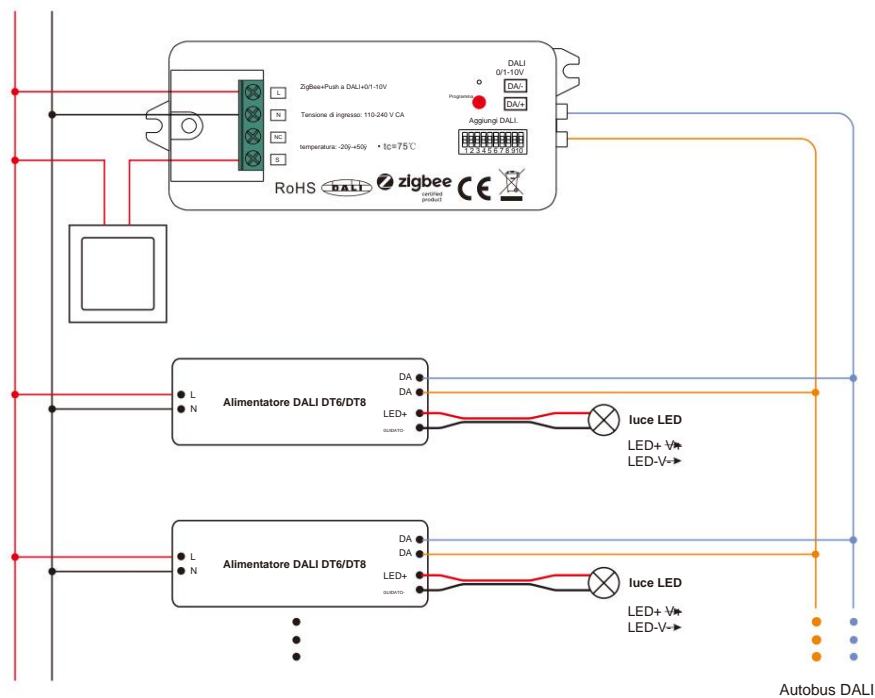 DALI
0/1-10V
ZigBee+Push a DALI+0/1-10V
L
DA/-
Programma
DA/+
N
Tensione di ingresso: 110-240 V CA
Aggiungi DALI.
NC
temperatura: -20ÿ-+50ÿ • tc=75℃
1 2 3 4 5 6 7 8 9 10
S
RoHS DALI zigbee CE
certified
product
DA
L
DA
N
Alimentatore DALI DT6/DT8
LED+
GUIDATO-
luce LED
LED+ V+
LED-V-
DA
L
DA
N
Alimentatore DALI DT6/DT8
LED+
GUIDATO-
luce LED
LED+ V+
LED-V-
Autobus DALI